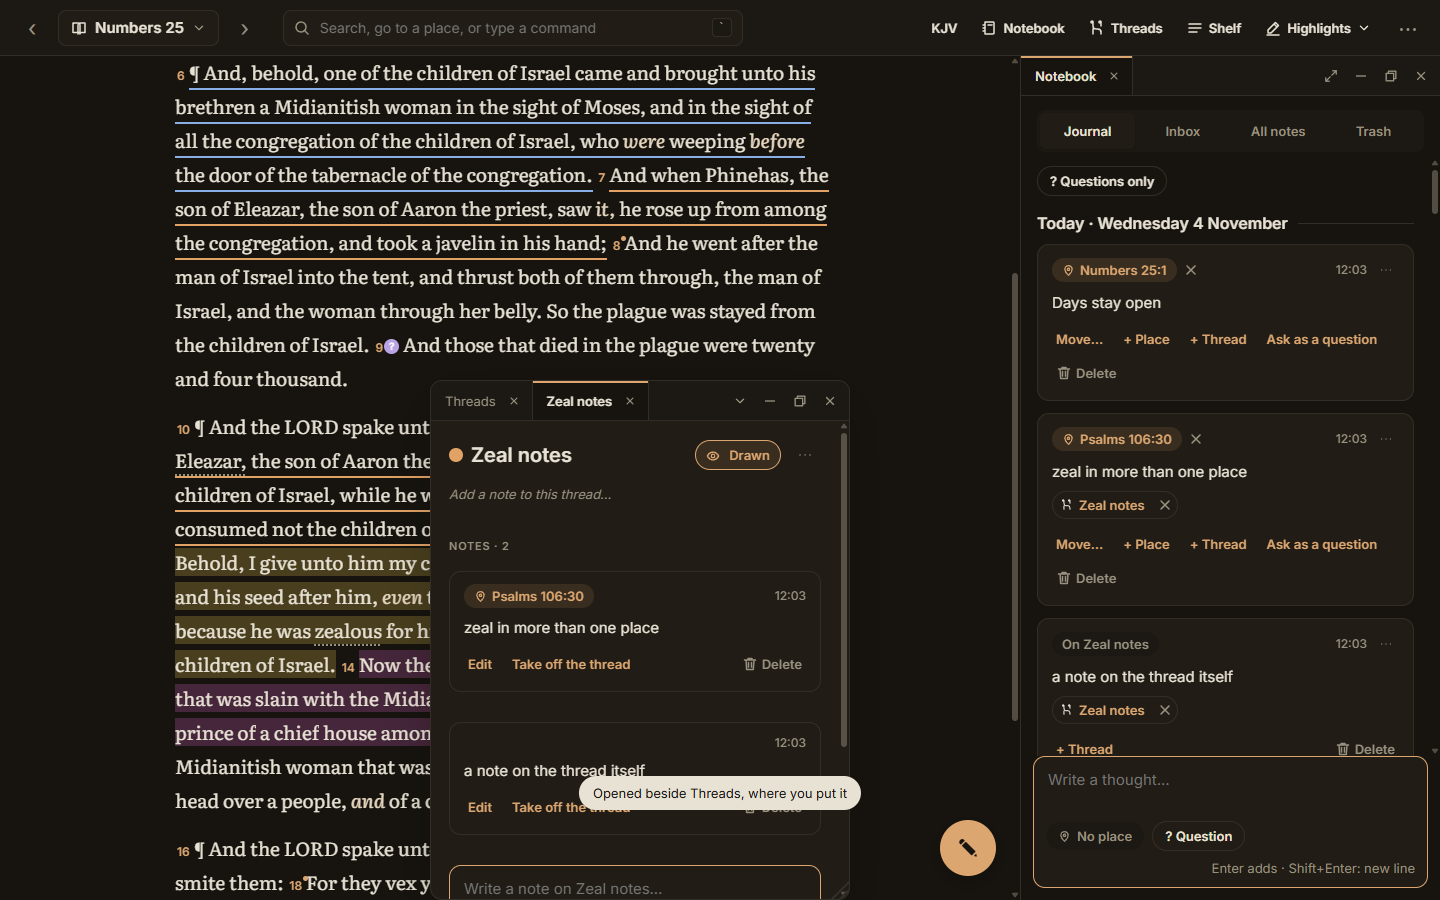 Numbers 25
Search, go to a place, or type a command
`
KJV
Notebook
Threads
Shelf
Highlights
6 ¶ And, behold, one of the children of Israel came and brought unto his
brethren a Midianitish woman in the sight of Moses, and in the sight of
all the congregation of the children of Israel, who were weeping before
the door of the tabernacle of the congregation. 7 And when Phinehas, the
son of Eleazar, the son of Aaron the priest, saw it, he rose up from among
the congregation, and took a javelin in his hand; 8 And he went after the
man of Israel into the tent, and thrust both of them through, the man of
Israel, and the woman through her belly. So the plague was stayed from
the children of Israel. 9 ? And those that died in the plague were twenty
and four thousand.
10 ¶ And the LORD spake unt
Eleazar, the son of Aaron the
children of Israel, while he w
consumed not the children o
Behold, I give unto him my c
and his seed after him, even t
because he was zealous for h
children of Israel. 14 Now the
that was slain with the Midia
prince of a chief house amon
Midianitish woman that was
head over a people, and of a c
16 ¶ And the LORD spake unt
smite them: 18 For they vex y
Threads
Zeal notes
Zeal notes
Drawn
Add a note to this thread...
NOTES · 2
Psalms 106:30
12:03
zeal in more than one place
Edit
Take off the thread
Delete
12:03
a note on the thread itself
Edit
Take off the
Opened beside Threads, where you put it
Write a note on Zeal notes...
Notebook
Journal
Inbox
All notes
Trash
? Questions only
Today · Wednesday 4 November
Numbers 25:1
12:03
Days stay open
Move...
+ Place
+ Thread
Ask as a question
Delete
Psalms 106:30
12:03
zeal in more than one place
Zeal notes
Move...
+ Place
+ Thread
Ask as a question
Delete
On Zeal notes
12:03
a note on the thread itself
Zeal notes
+ Thread
Delete
Write a thought...
No place
? Question
Enter adds · Shift+Enter: new line